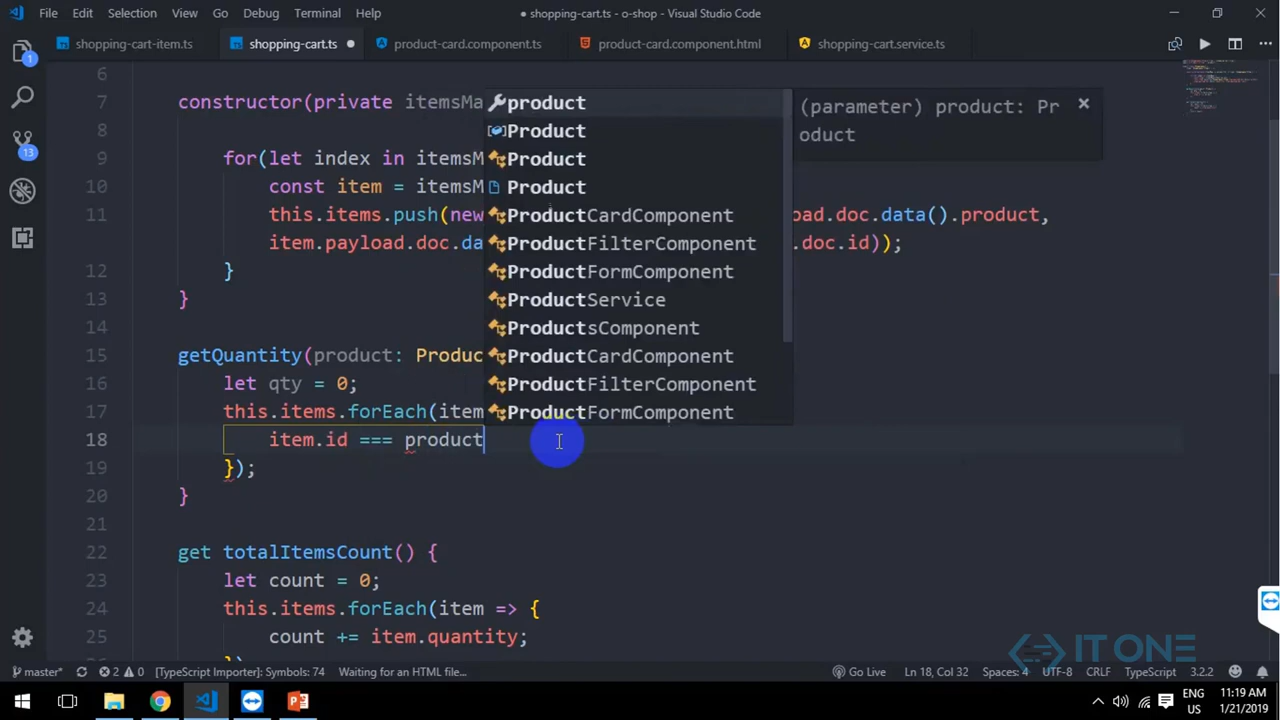 File Edit Selection View Go Debug Terminal Help
● shopping-cart.ts - o-shop - Visual Studio Code
shopping-cart-item.ts shopping-cart.ts ● product-card.component.ts product-card.component.html shopping-cart.service.ts
6
7 constructor(private itemsMa
8
9 for(let index in itemsM
10 const item = itemsM
11 this.items.push(new oad.doc.data().product,
item.payload.doc.da .doc.id));
12 }
13 }
14
15 getQuantity(product: Produc
16 let qty = 0;
17 this.items.forEach(item
18 item.id === product
19 });
20 }
21
22 get totalItemsCount() {
23 let count = 0;
24 this.items.forEach(item => {
25 count += item.quantity;
26 })
product
Product
Product
Product
ProductCardComponent
ProductFilterComponent
ProductFormComponent
ProductService
ProductsComponent
ProductCardComponent
ProductFilterComponent
ProductFormComponent
(parameter) product: Pr
oduct
1
13
IT ONE
master* 2 0 [TypeScript Importer]: Symbols: 74 Waiting for an HTML file... Go Live Ln 18, Col 32 Spaces: 4 UTF-8 CRLF TypeScript 3.2.2
ENG
US
11:19 AM
1/21/2019